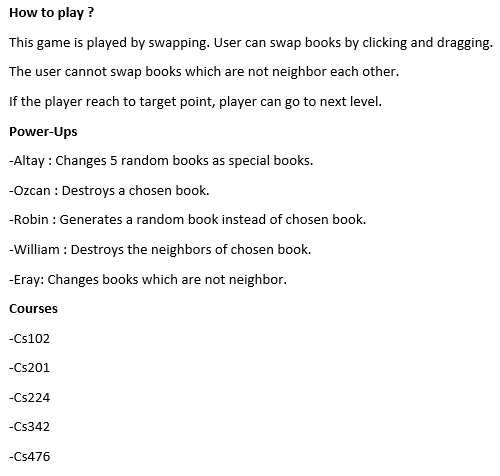 How to play ?
This game is played by swapping. User can swap books by clicking and dragging.
The user cannot swap books which are not neighbor each other.
If the player reach to target point, player can go to next level.
Power-Ups
-Altay : Changes 5 random books as special books.
-Ozcan : Destroys a chosen book.
-Robin : Generates a random book instead of chosen book.
-William : Destroys the neighbors of chosen book.
-Eray: Changes books which are not neighbor.
Courses
-Cs102
-Cs201
-Cs224
-Cs342
-Cs476